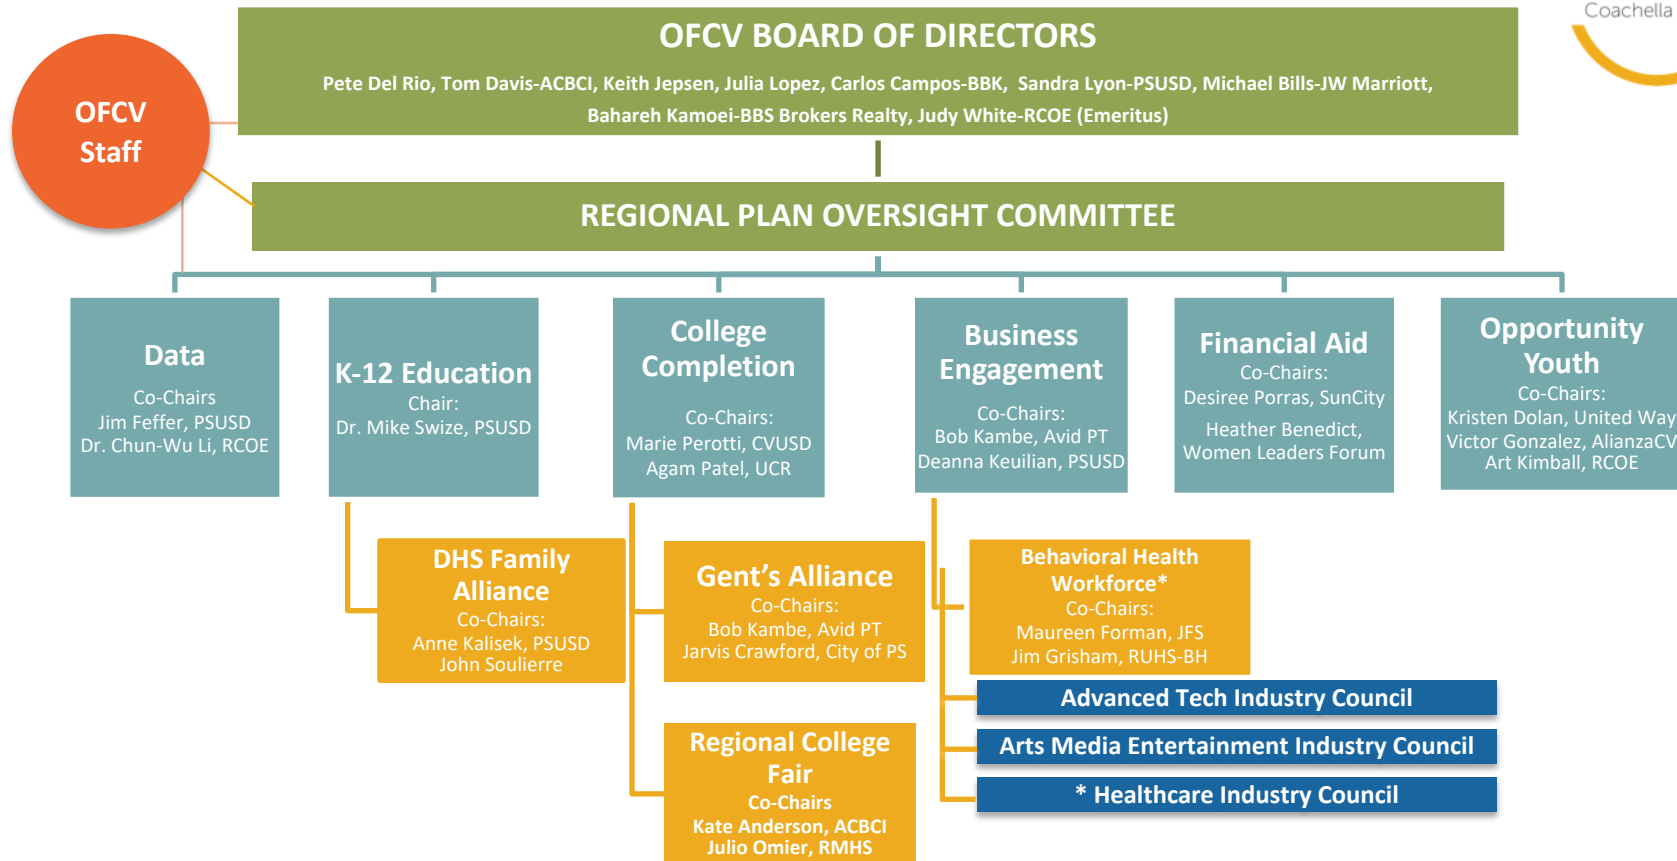 Coachella
OFCV BOARD OF DIRECTORS
Pete Del Rio, Tom Davis-ACBCI, Keith Jepsen, Julia Lopez, Carlos Campos-BBK, Sandra Lyon-PSUSD, Michael Bills-JW Marriott,
Bahareh Kamoei-BBS Brokers Realty, Judy White-RCOE (Emeritus)
OFCV
Staff
REGIONAL PLAN OVERSIGHT COMMITTEE
Data
Co-Chairs
Jim Feffer, PSUSD
Dr. Chun-Wu Li, RCOE
K-12 Education
Chair:
Dr. Mike Swize, PSUSD
College
Completion
Co-Chairs:
Marie Perotti, CVUSD
Agam Patel, UCR
Business
Engagement
Co-Chairs:
Bob Kambe, Avid PT
Deanna Keuilian, PSUSD
Financial Aid
Co-Chairs:
Desiree Porras, SunCity
Heather Benedict,
Women Leaders Forum
Opportunity
Youth
Co-Chairs:
Kristen Dolan, United Way
Victor Gonzalez, AlianzaCV
Art Kimball, RCOE
DHS Family
Alliance
Co-Chairs:
Anne Kalisek, PSUSD
John Soulierre
Gent's Alliance
Co-Chairs:
Bob Kambe, Avid PT
Jarvis Crawford, City of PS
Regional College
Fair
Co-Chairs
Kate Anderson, ACBCI
Julio Omier, RMHS
Behavioral Health
Workforce*
Co-Chairs:
Maureen Forman, JFS
Jim Grisham, RUHS-BH
Advanced Tech Industry Council
Arts Media Entertainment Industry Council
* Healthcare Industry Council